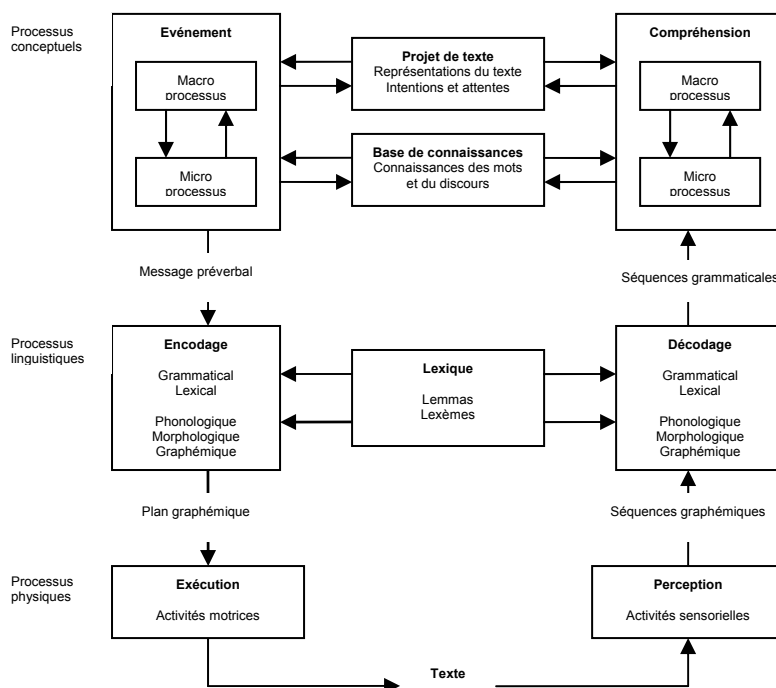 Processus
conceptuels
Evénement
Macro
processus
Micro
processus
Projet de texte
Représentations du texte
Intentions et attentes
Base de connaissances
Connaissances des mots
et du discours
Compréhension
Macro
processus
Micro
processus
Message préverbal
Séquences grammaticales
Processus
linguistiques
Encodage
Grammatical
Lexical
Phonologique
Morphologique
Graphémique
Lexique
Lemmas
Lexèmes
Décodage
Grammatical
Lexical
Phonologique
Morphologique
Graphémique
Plan graphémique
Séquences graphémiques
Processus
physiques
Exécution
Activités motrices
Perception
Activités sensorielles
Texte